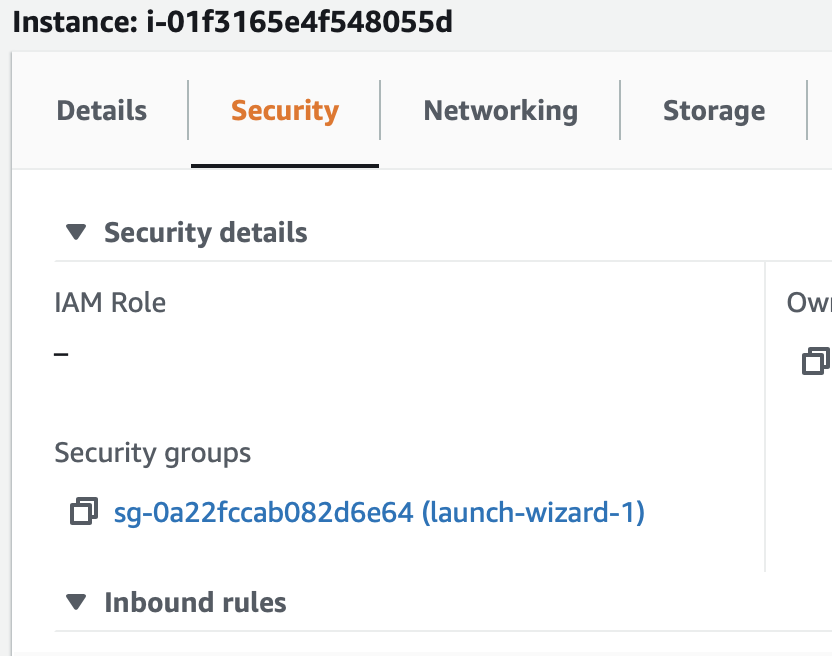 Instance: i-01f3165e4f548055d
Details Security Networking Storage
Security details
IAM Role
–
Security groups
sg-0a22fccab082d6e64 (launch-wizard-1)
Inbound rules